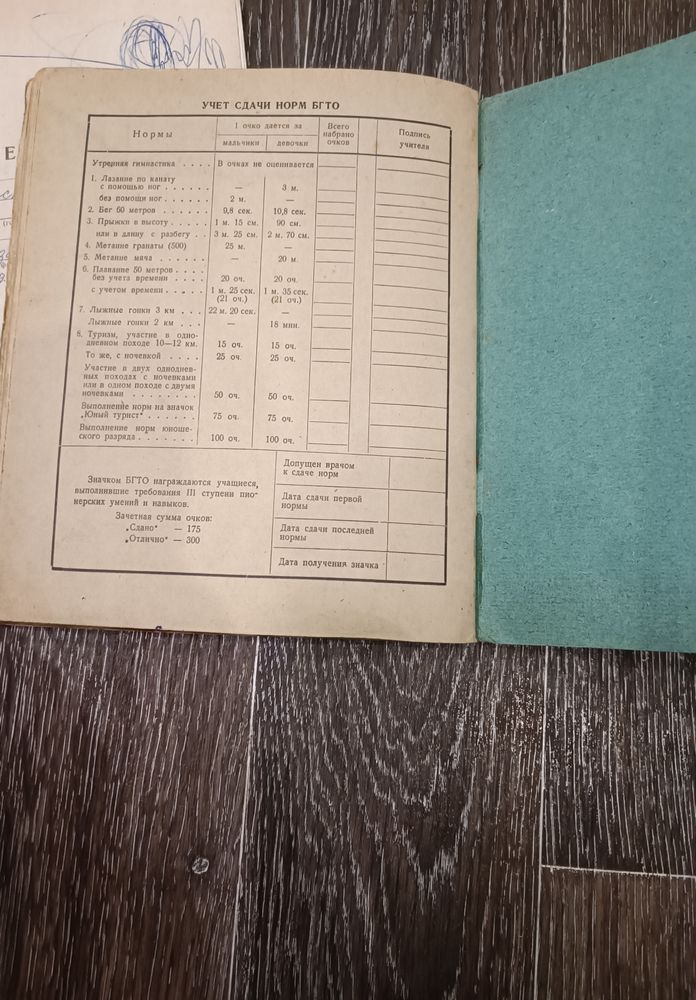 УЧЕТ СДАЧИ НОРМ БГТО
Нормы
1 очко дается за
мальчики девочки
Всего набрано очков
Подпись учителя
Утренняя гимнастика . . . . В очках не оценивается
1. Лазание по канату
с помощью ног . . . . . . — 3 м.
без помощи ног . . . . . . 2 м. —
2. Бег 60 метров . . . . . . 9,8 сек. 10,8 сек.
3. Прыжки в высоту . . . . . 1 м. 15 см. 90 см.
или в длину с разбегу . . 3 м. 25 см. 2 м. 70 см.
4. Метание гранаты (500) 25 м. —
5. Метание мяча . . . . . . — 20 м.
6. Плавание 50 метров . . . .
без учета времени . . . . 20 оч. 20 оч.
с учетом времени . . . . . 1 м. 25 сек. 1 м. 35 сек.
(21 оч.) (21 оч.)
7. Лыжные гонки 3 км . . . 22 м. 20 сек. —
Лыжные гонки 2 км . . . — 18 мин.
8. Туризм, участие в одно-
дневном походе 10—12 км. 15 оч. 15 оч.
То же, с ночевкой . . . . 25 оч. 25 оч.
Участие в двух одноднев-
ных походах с ночевками
или в одном походе с двумя
ночевками . . . . . . . . 50 оч. 50 оч.
Выполнение норм на значок
„Юный турист“ . . . . . . 75 оч. 75 оч.
Выполнение норм юноше-
ского разряда . . . . . . . 100 оч. 100 оч.
Значком БГТО награждаются учащиеся,
выполнившие требования III ступени пио-
нерских умений и навыков.
Зачетная сумма очков:
„Сдано“ — 175
„Отлично“ — 300
Допущен врачом
к сдаче норм
Дата сдачи первой
нормы
Дата сдачи последней
нормы
Дата получения значка